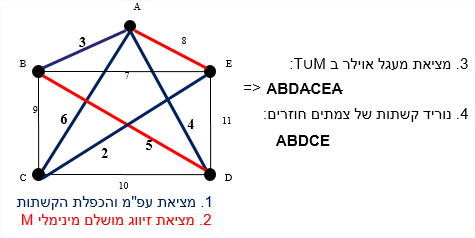 A
3
8
B
7
E
9
6
4
11
2
5
C
10
D
1. מציאת עפ"מ והכפלת הקשתות
2. מציאת זיווג מושלם מינימלי M
3. מציאת מעגל אוילר ב TUM:
=> ABDACEA
4. נוריד קשתות של צמתים חוזרים:
ABDCE